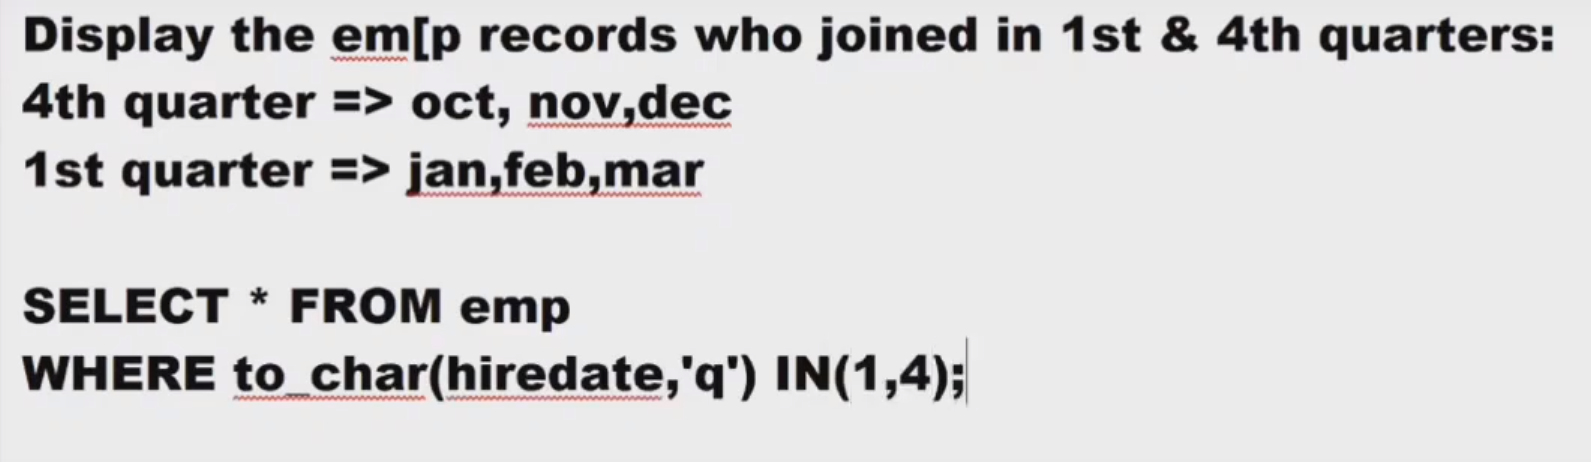 Display the em[p records who joined in 1st & 4th quarters:
4th quarter => oct, nov,dec
1st quarter => jan,feb,mar
SELECT * FROM emp
WHERE to_char(hiredate,'q') IN(1,4);